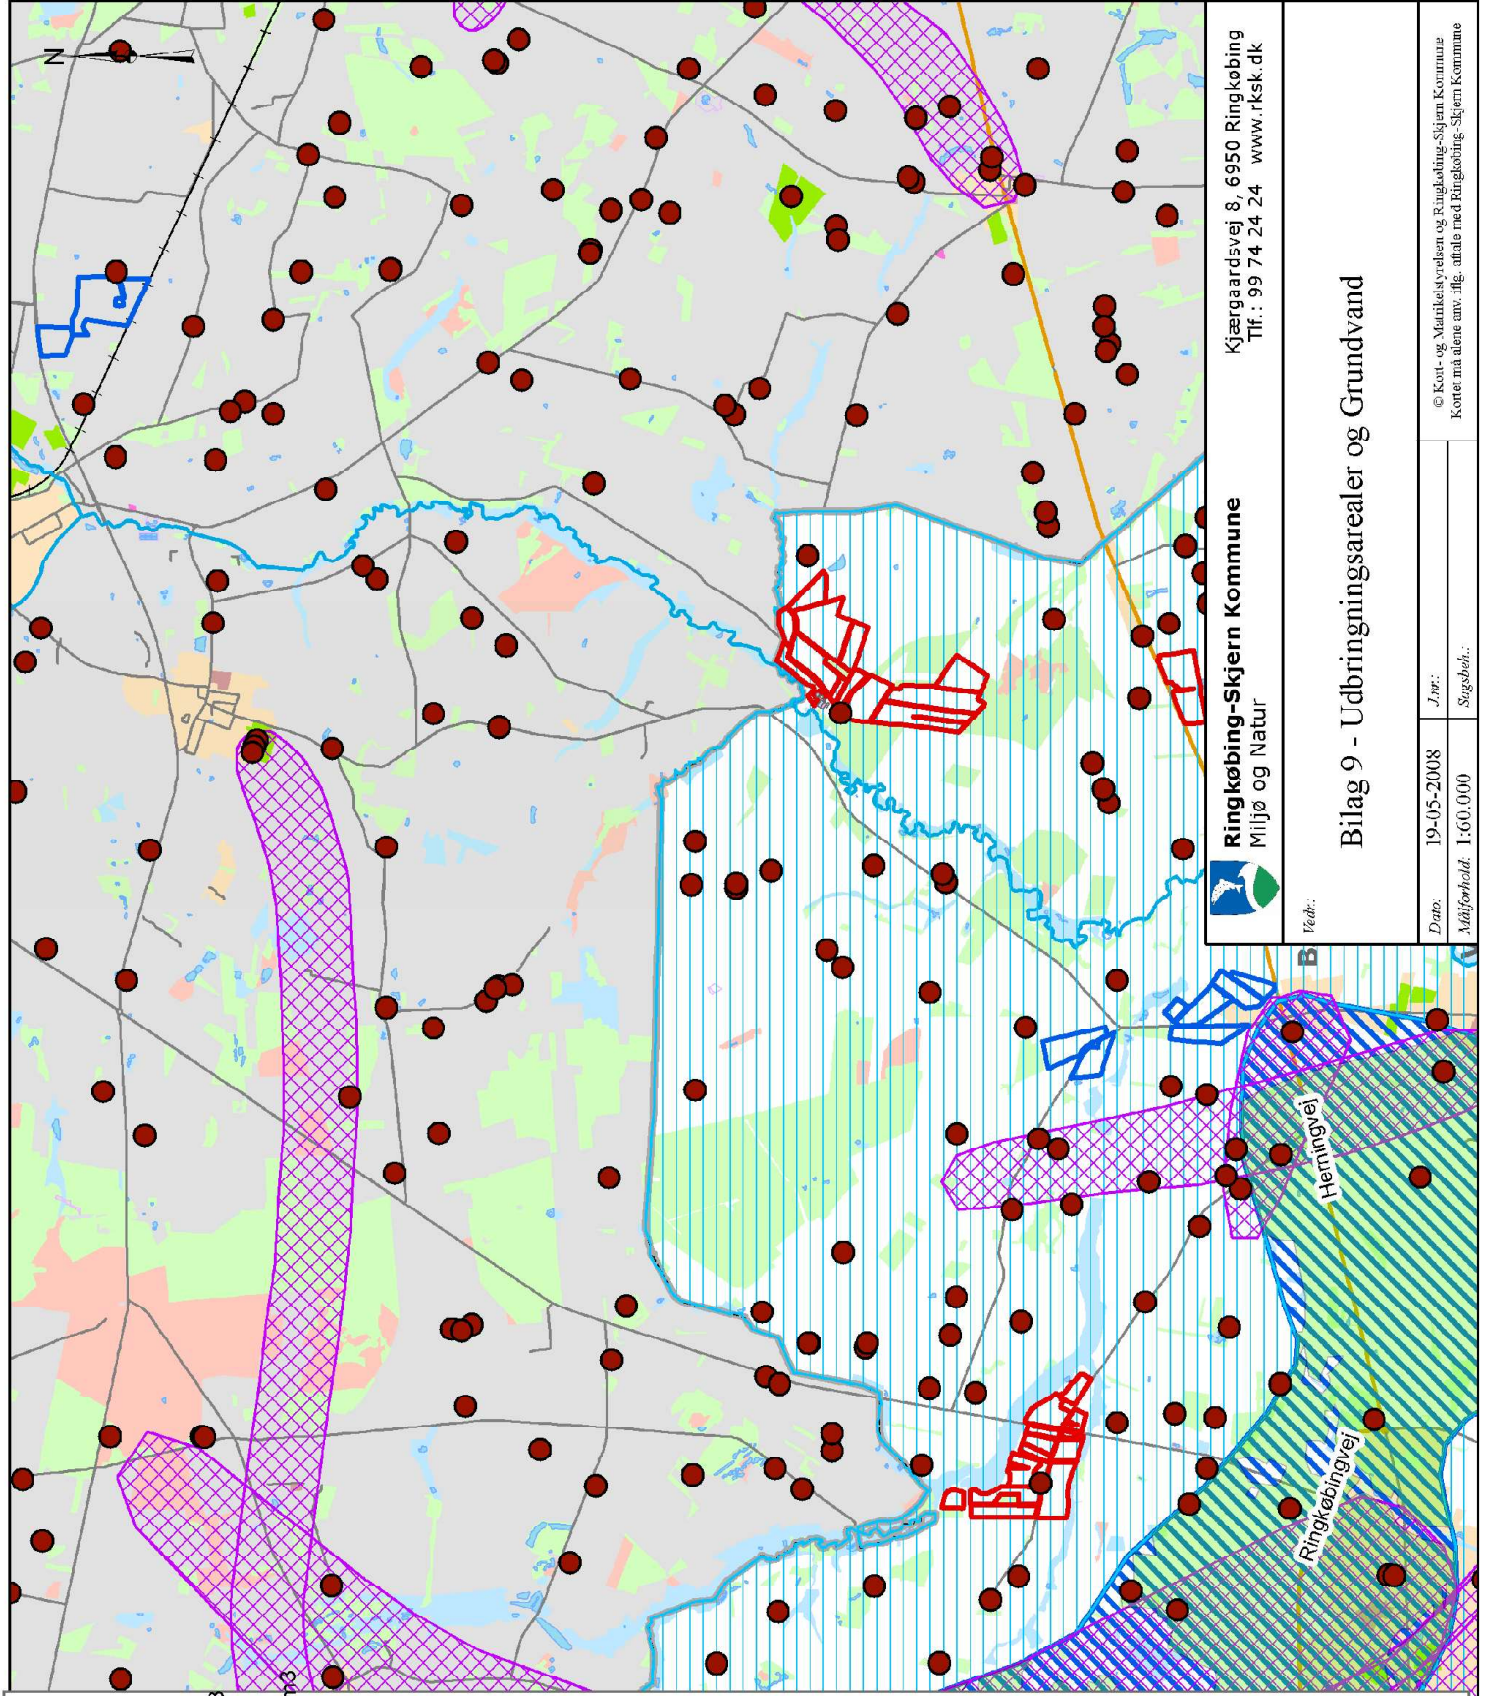 N
Hemingvej
Ringkøbingvej
Ringkøbing-Skjern Kommune
Miljø og Natur
Kjærgaardsvej 8, 6950 Ringkøbing
Tlf.: 99 74 24 24 www.rksk.dk
Vedr.:
Bilag 9 - Udbringningsarealer og Grundvand
Dato: 19-05-2008
J.nr.:
© Kort- og Matrikelstyrelsen og Ringkøbing-Skjern Kommune
Målforhold: 1:60.000
Sagsbeh.:
Kortet må alene anv. iflg. aftale med Ringkøbing-Skjern Kommune